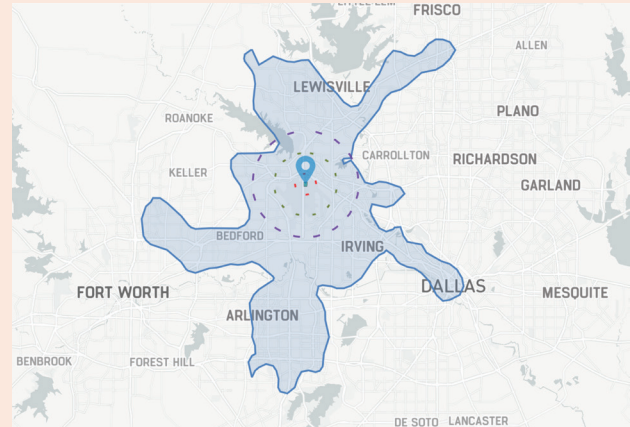 FRISCO
ALLEN
LEWISVILLE
PLANO
ROANOKE
CARROLLTON
RICHARDSON
KELLER
GARLAND
BEDFORD
IRVING
DALLAS
FORT WORTH
MESQUITE
ARLINGTON
BENBROOK
FOREST HILL
DE SOTO
LANCASTER